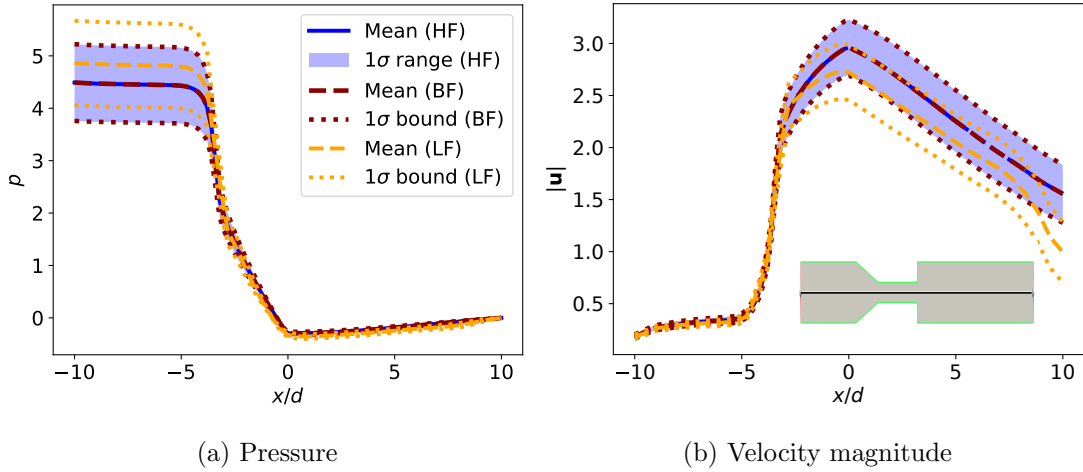 Mean (HF)
1σ range (HF)
Mean (BF)
1σ bound (BF)
Mean (LF)
1σ bound (LF)
p
5
4
3
2
1
0
−10
−5
0
5
10
x/d
(a) Pressure
|u|
3.0
2.5
2.0
1.5
1.0
0.5
−10
−5
0
5
10
x/d
(b) Velocity magnitude